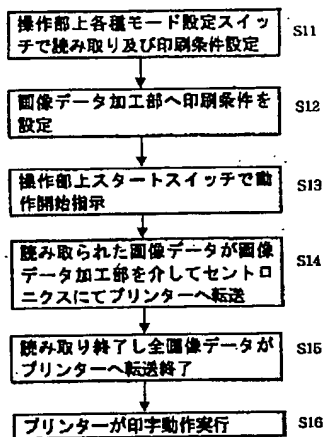 操作部上各種モード設定スイッ
チで読み取り及び印刷条件設定
S11
画像データ加工部へ印刷条件を
設定
S12
操作部上スタートスイッチで動
作開始指示
S13
読み取られた画像データが画像
データ加工部を介してセントロ
ニクスにてプリンターへ転送
S14
読み取り終了し全画像データが
プリンターへ転送終了
S15
プリンターが印字動作実行
S16